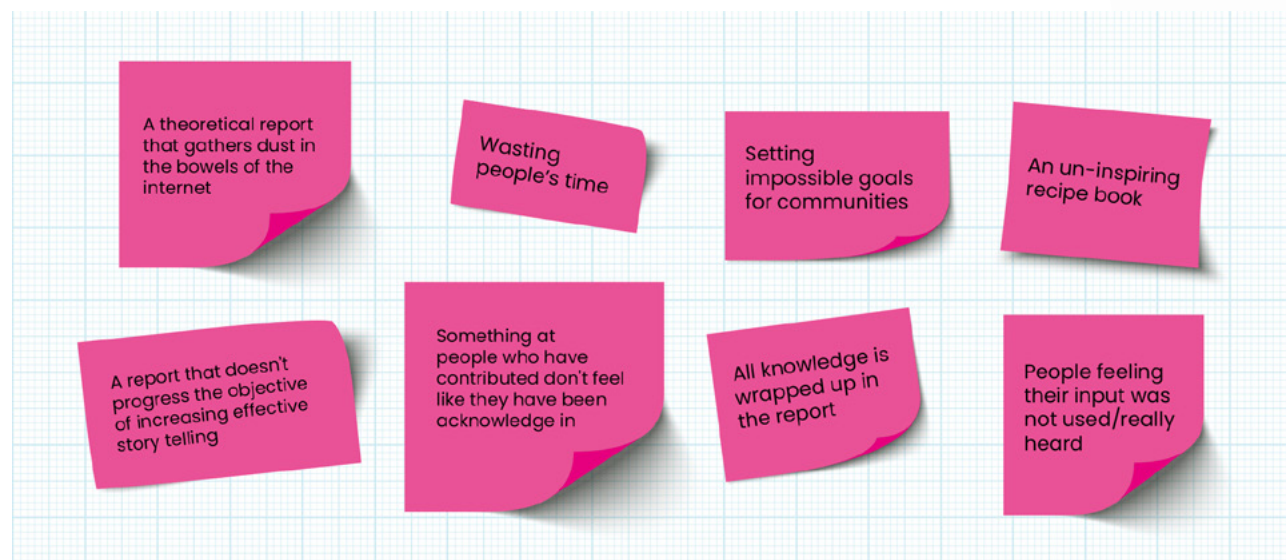 A theoretical report
that gathers dust in
the bowels of the
internet
Wasting
people's time
Setting
impossible goals
for communities
An un-inspiring
recipe book
A report that doesn't
progress the objective
of increasing effective
story telling
Something at
people who have
contributed don't feel
like they have been
acknowledge in
All knowledge is
wrapped up in
the report
People feeling
their input was
not used/really
heard